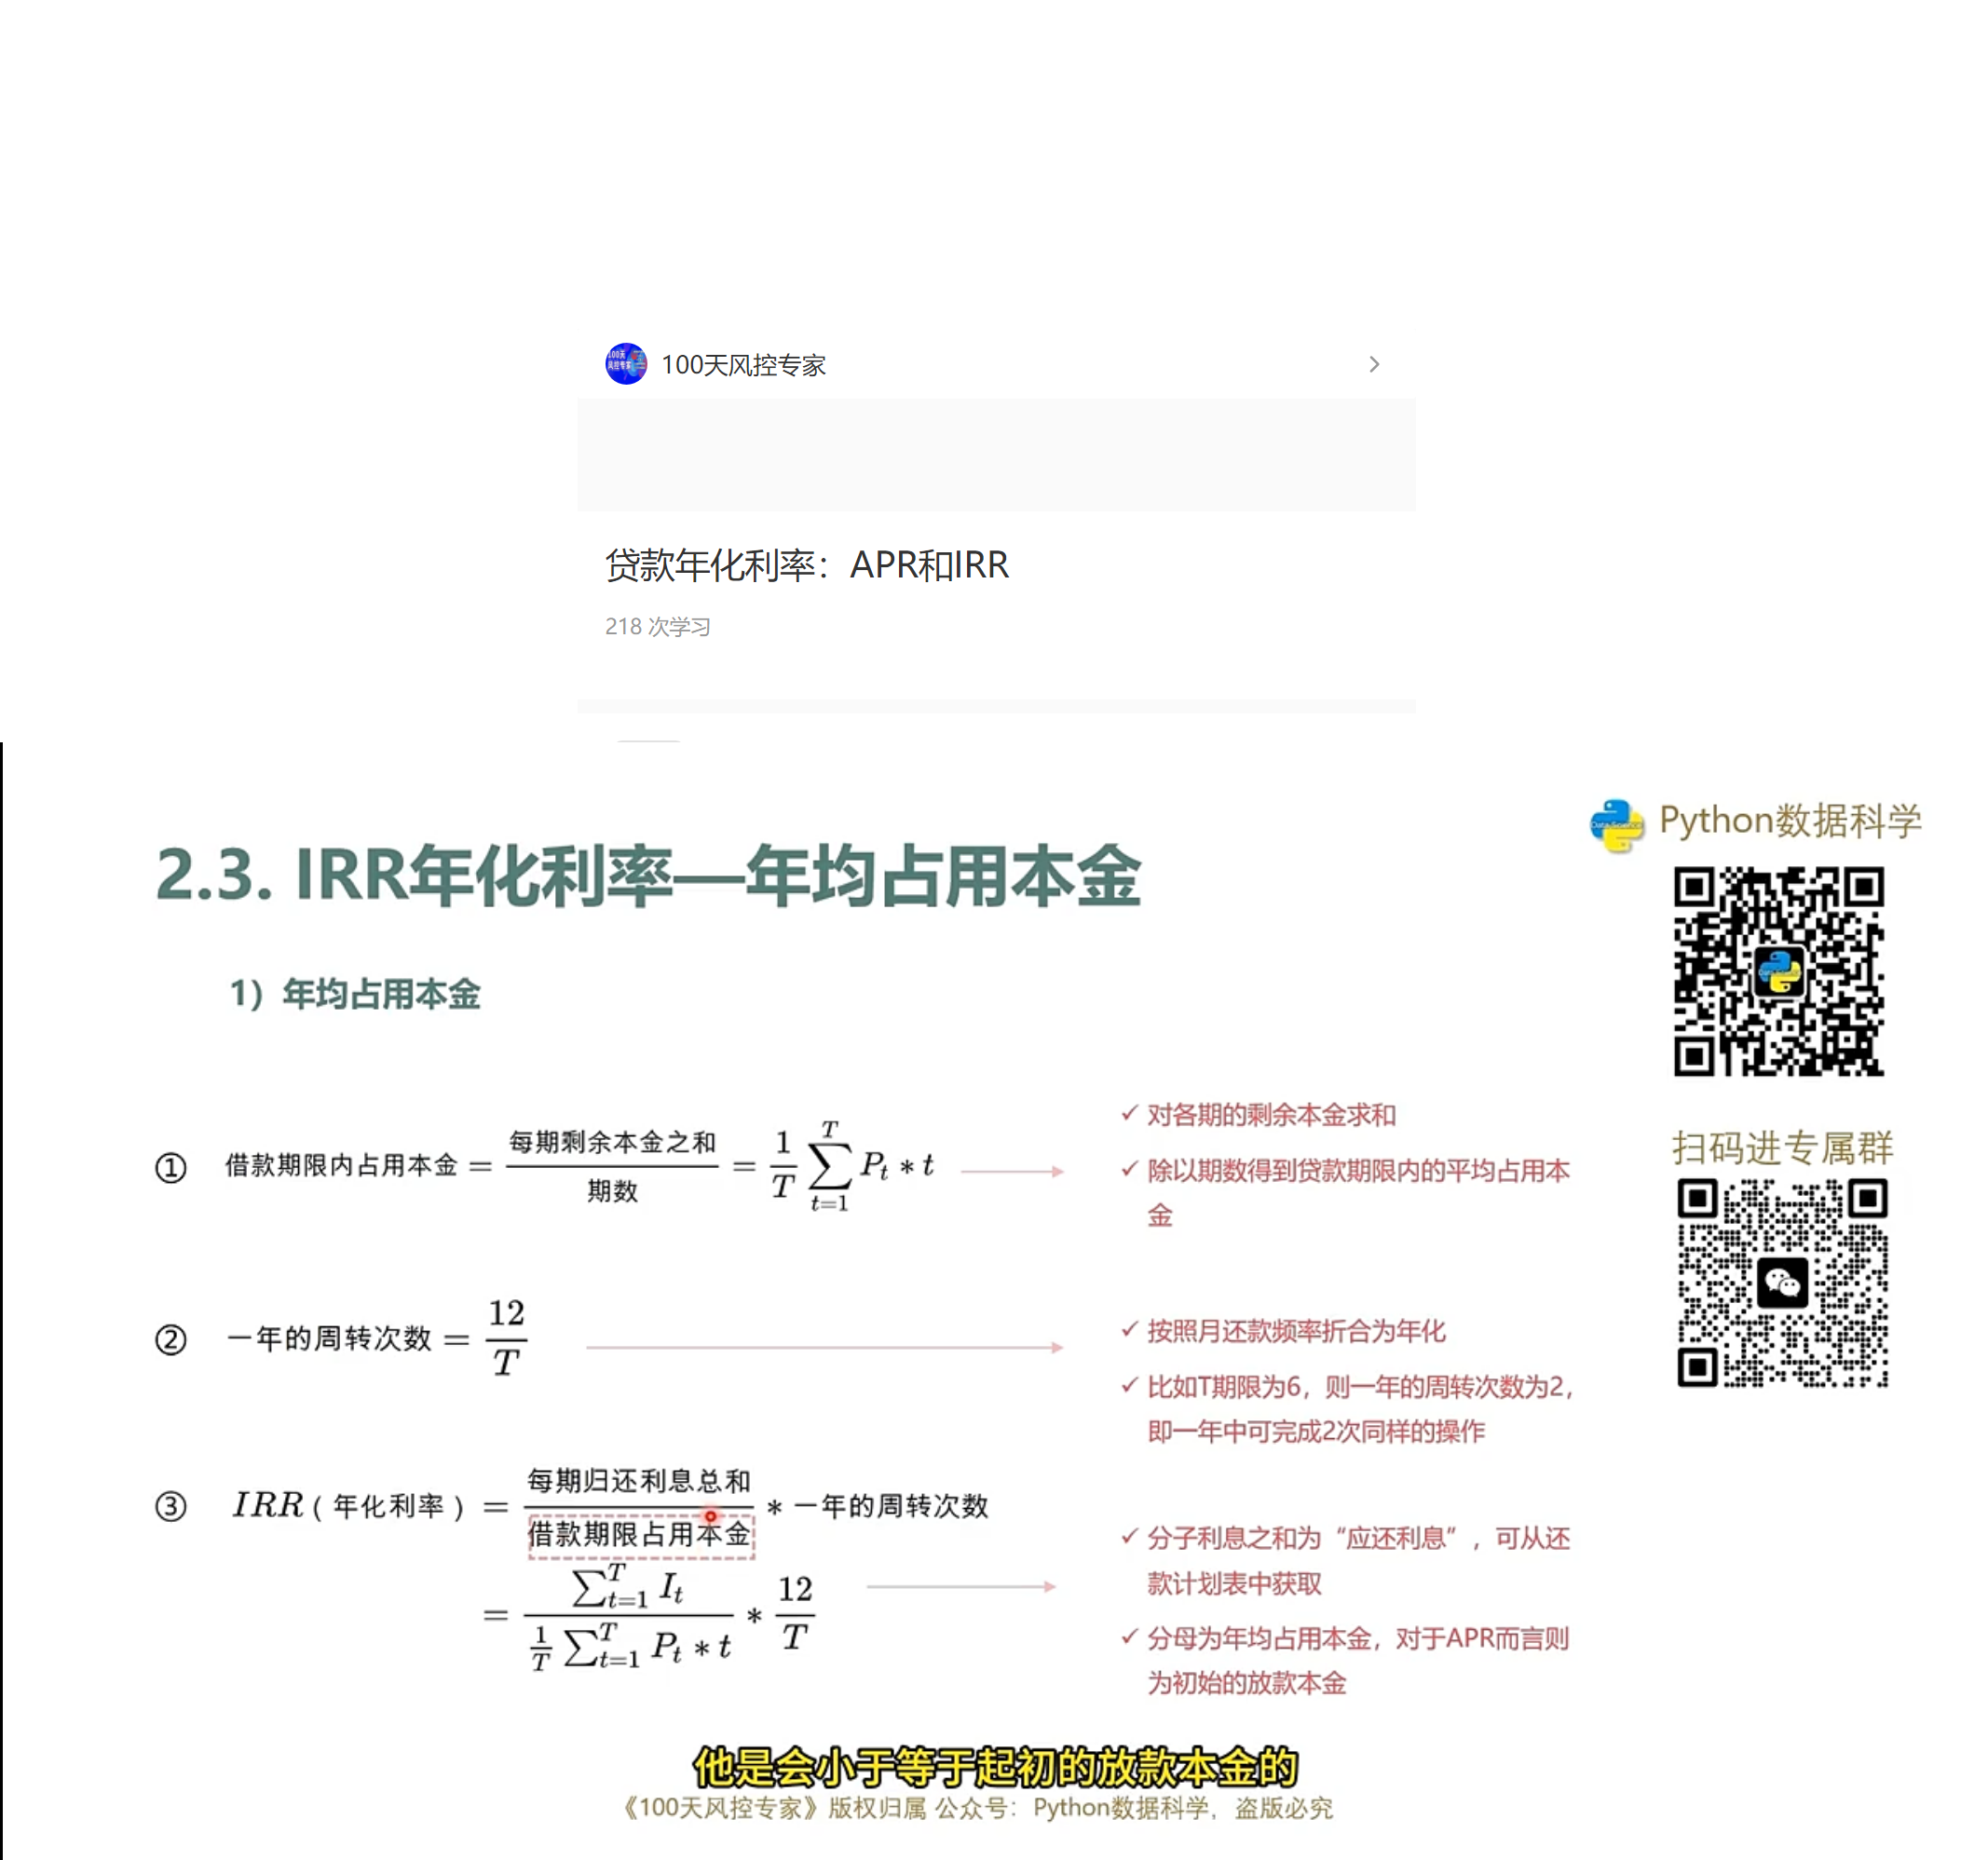 100天风控专家
贷款年化利率：APR和IRR
218 次学习
Python数据科学
2.3. IRR年化利率—年均占用本金
1）年均占用本金
① 借款期限内占用本金 = 每期剩余本金之和 / 期数 = \frac{1}{T} \sum_{t=1}^{T} P_t * t
✓ 对各期的剩余本金求和
✓ 除以期数得到贷款期限内的平均占用本
金
扫码进专属群
② 一年的周转次数 = \frac{12}{T}
✓ 按照月还款频率折合为年化
✓ 比如T期限为6，则一年的周转次数为2，
即一年中可完成2次同样的操作
③ IRR（年化利率） = 每期归还利息总和 / 借款期限占用本金 * 一年的周转次数
= \frac{\sum_{t=1}^{T} I_t}{\frac{1}{T} \sum_{t=1}^{T} P_t * t} * \frac{12}{T}
✓ 分子利息之和为“应还利息”，可从还
款计划表中获取
✓ 分母为年均占用本金，对于APR而言则
为初始的放款本金
他是会小于等于起初的放款本金的
《100天风控专家》版权归属 公众号：Python数据科学，盗版必究